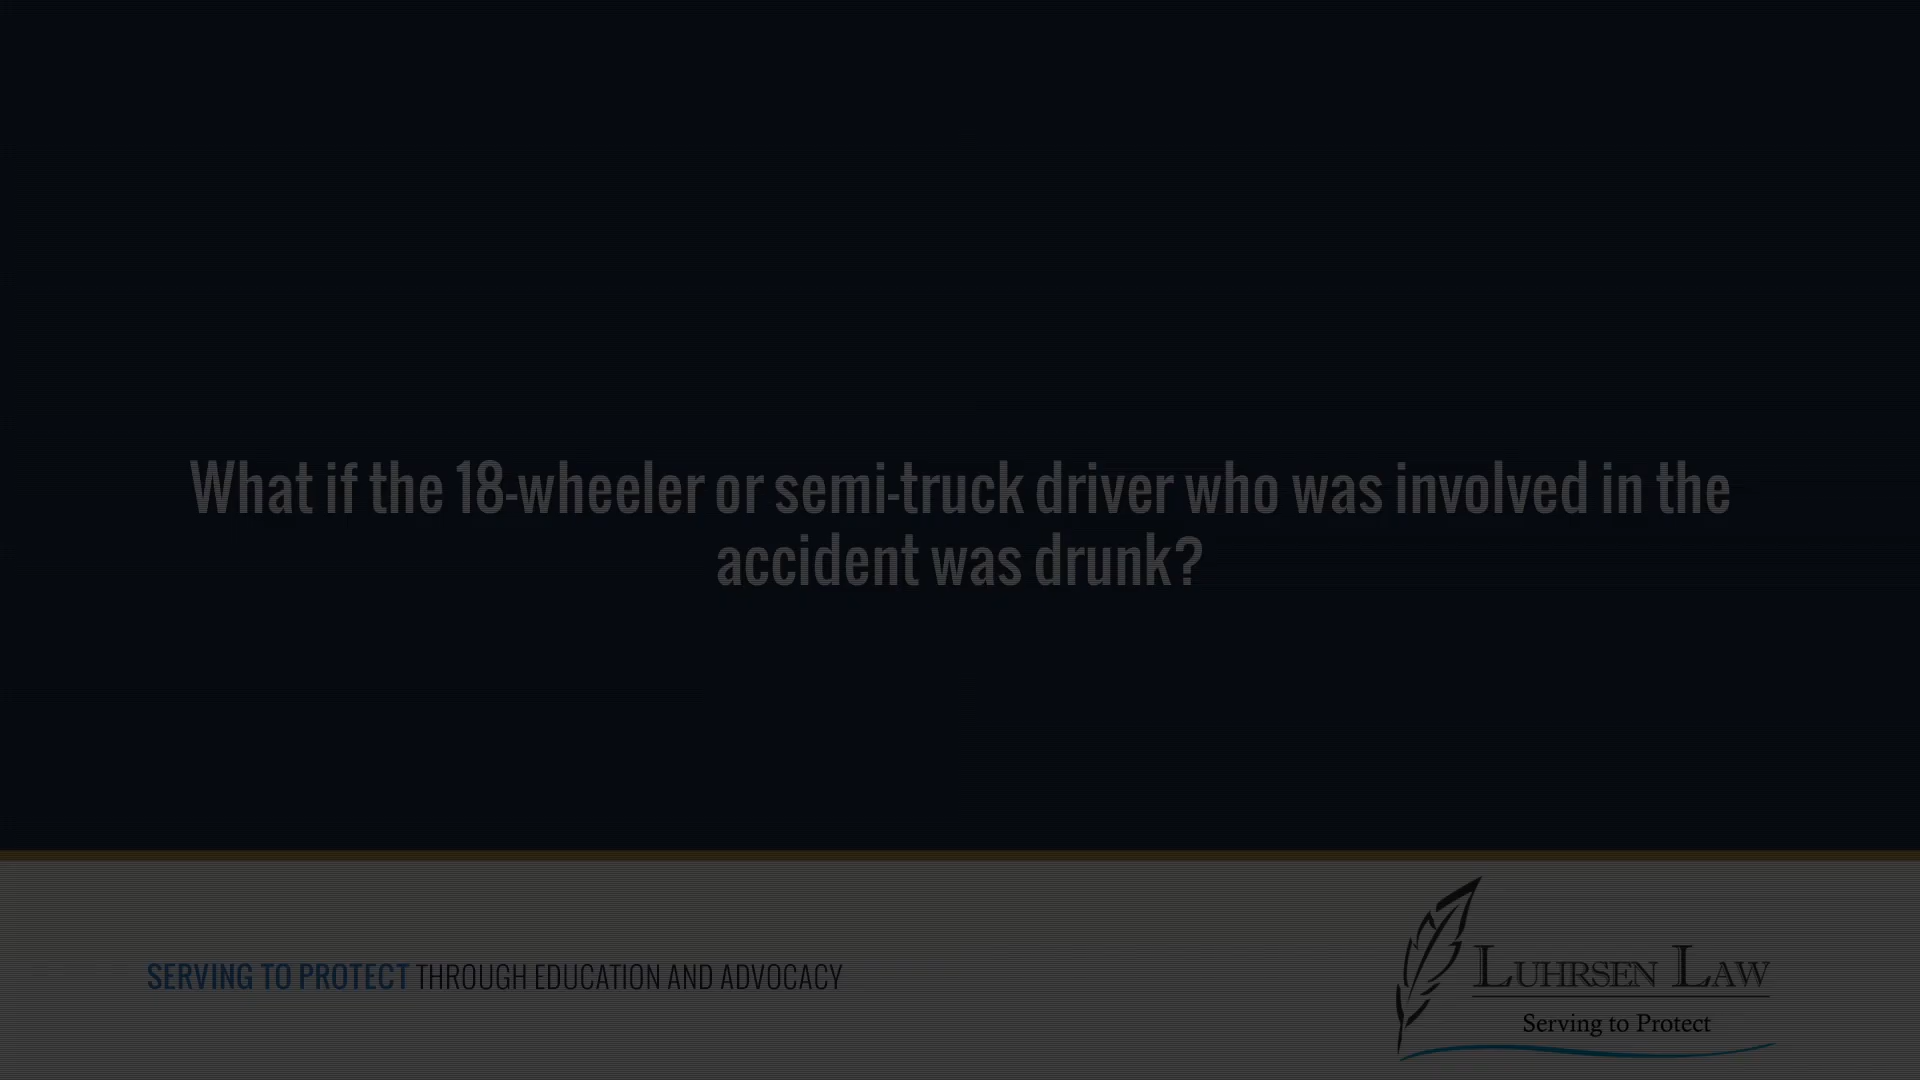 What if the 18-wheeler or semi-truck driver who was involved in the
accident was drunk?
SERVING TO PROTECT THROUGH EDUCATION AND ADVOCACY
LUHRSEN LAW
Serving to Protect